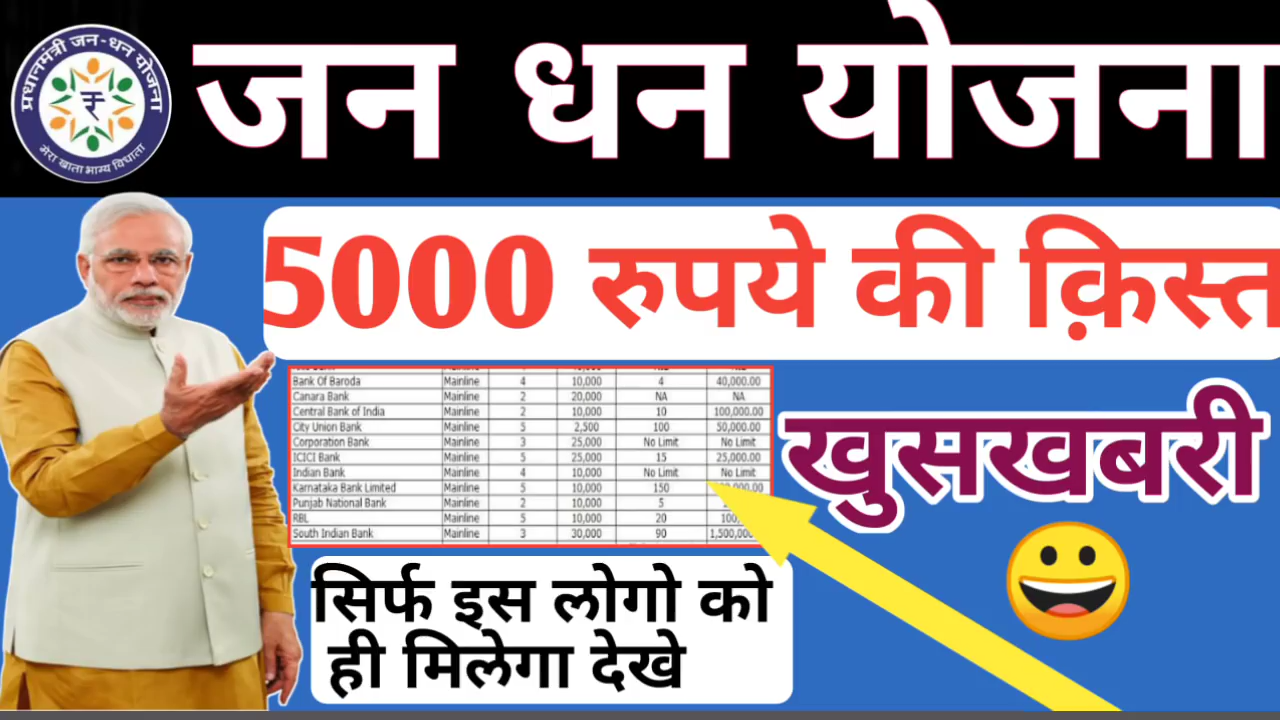 प्रधानमंत्री जन-धन योजना
मेरा खाता भाग्य विधाता
जन धन योजना
5000 रुपये की क़िस्त
Bank Of Baroda Mainline 4 10,000 4 40,000.00
Canara Bank Mainline 2 20,000 NA NA
Central Bank of India Mainline 2 10,000 10 100,000.00
City Union Bank Mainline 5 2,500 100 50,000.00
Corporation Bank Mainline 3 25,000 No Limit No Limit
ICICI Bank Mainline 5 25,000 15 25,000.00
Indian Bank Mainline 4 10,000 No Limit No Limit
Karnataka Bank Limited Mainline 5 10,000 150
Punjab National Bank Mainline 2 10,000 5
RBL Mainline 5 10,000 20
South Indian Bank Mainline 3 30,000 90
खुसखबरी
सिर्फ इस लोगो को
ही मिलेगा देखे